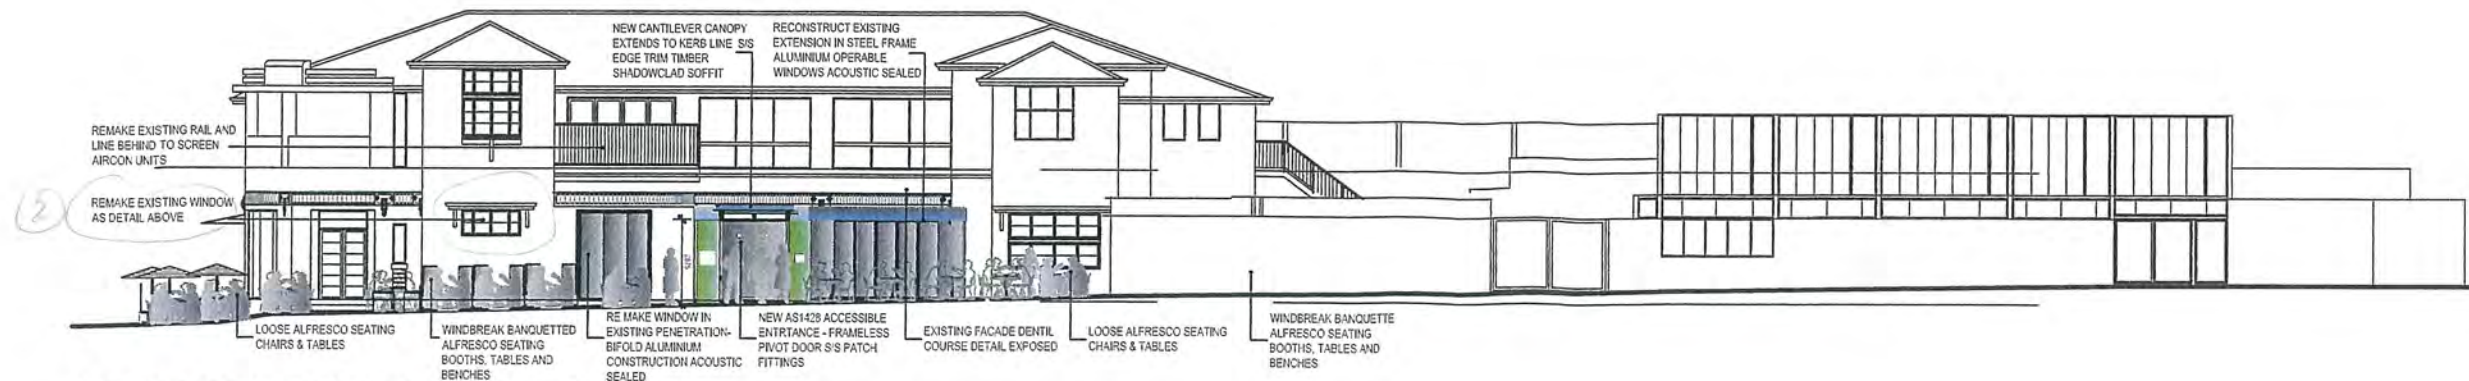 NEW CANTILEVER CANOPY
EXTENDS TO KERB LINE S/S
EDGE TRIM TIMBER
SHADOWCLAD SOFFIT
RECONSTRUCT EXISTING
EXTENSION IN STEEL FRAME
ALUMINIUM OPERABLE
WINDOWS ACOUSTIC SEALED
REMAKE EXISTING RAIL AND
LINE BEHIND TO SCREEN
AIRCON UNITS
2
REMAKE EXISTING WINDOW
AS DETAIL ABOVE
LOOSE ALFRESCO SEATING
CHAIRS & TABLES
WINDBREAK BANQUETTED
ALFRESCO SEATING
BOOTHS, TABLES AND
BENCHES
RE MAKE WINDOW IN
EXISTING PENETRATION-
BIFOLD ALUMINIUM
CONSTRUCTION ACOUSTIC
SEALED
NEW AS1428 ACCESSIBLE
ENTRTANCE - FRAMELESS
PIVOT DOOR S/S PATCH
FITTINGS
EXISTING FACADE DENTIL
COURSE DETAIL EXPOSED
LOOSE ALFRESCO SEATING
CHAIRS & TABLES
WINDBREAK BANQUETTE
ALFRESCO SEATING
BOOTHS, TABLES AND
BENCHES